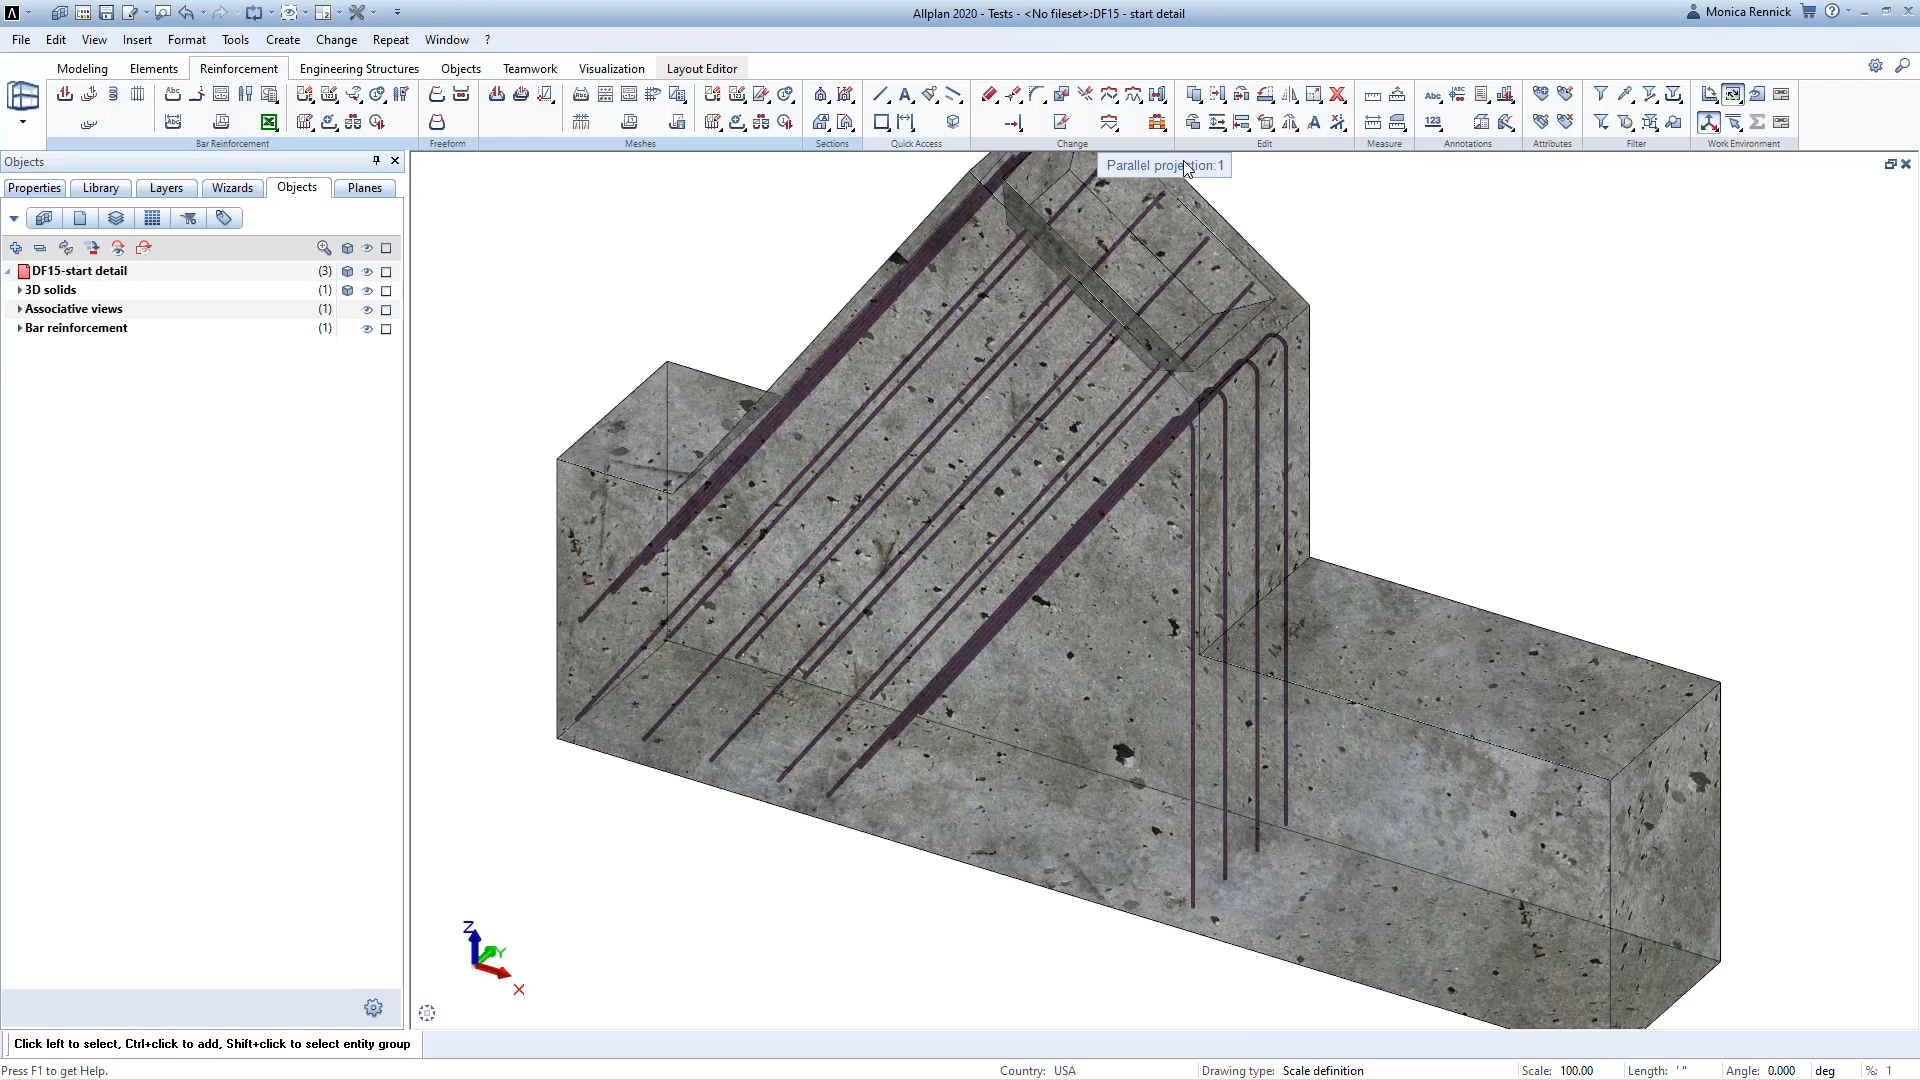 Allplan 2020 - Tests - <No fileset>:DF15 - start detail
Monica Rennick
File Edit View Insert Format Tools Create Change Repeat Window ?
Modeling Elements Reinforcement Engineering Structures Objects Teamwork Visualization Layout Editor
Bar Reinforcement Freeform Meshes Sections Quick Access Change Edit Measure Annotations Attributes Filter Work Environment
Objects
Parallel projection:1
Properties Library Layers Wizards Objects Planes
DF15-start detail (3)
3D solids (1)
Associative views (1)
Bar reinforcement (1)
Z
Y
X
Click left to select, Ctrl+click to add, Shift+click to select entity group
Press F1 to get Help.
Country: USA
Drawing type: Scale definition
Scale: 100.00
Length: ' "
Angle: 0.000 deg
%: 1